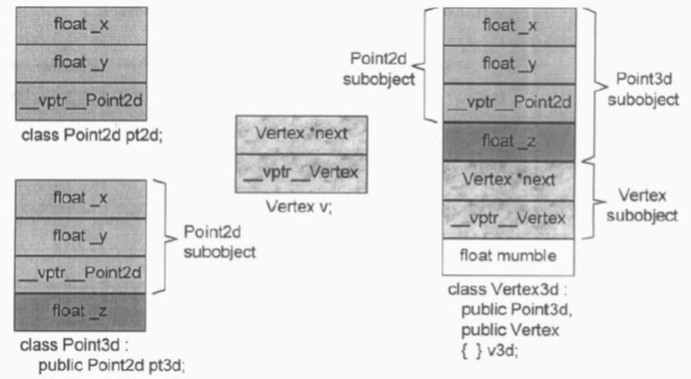 float _x
float _y
__vptr__Point2d
class Point2d pt2d;
float _x
float _y
__vptr__Point2d
float _z
Point2d
subobject
class Point3d :
public Point2d pt3d;
Vertex *next
__vptr__Vertex
Vertex v;
Point2d
subobject
float _x
float _y
__vptr__Point2d
float _z
Vertex *next
__vptr__Vertex
float mumble
Point3d
subobject
Vertex
subobject
class Vertex3d :
public Point3d,
public Vertex
{ } v3d;